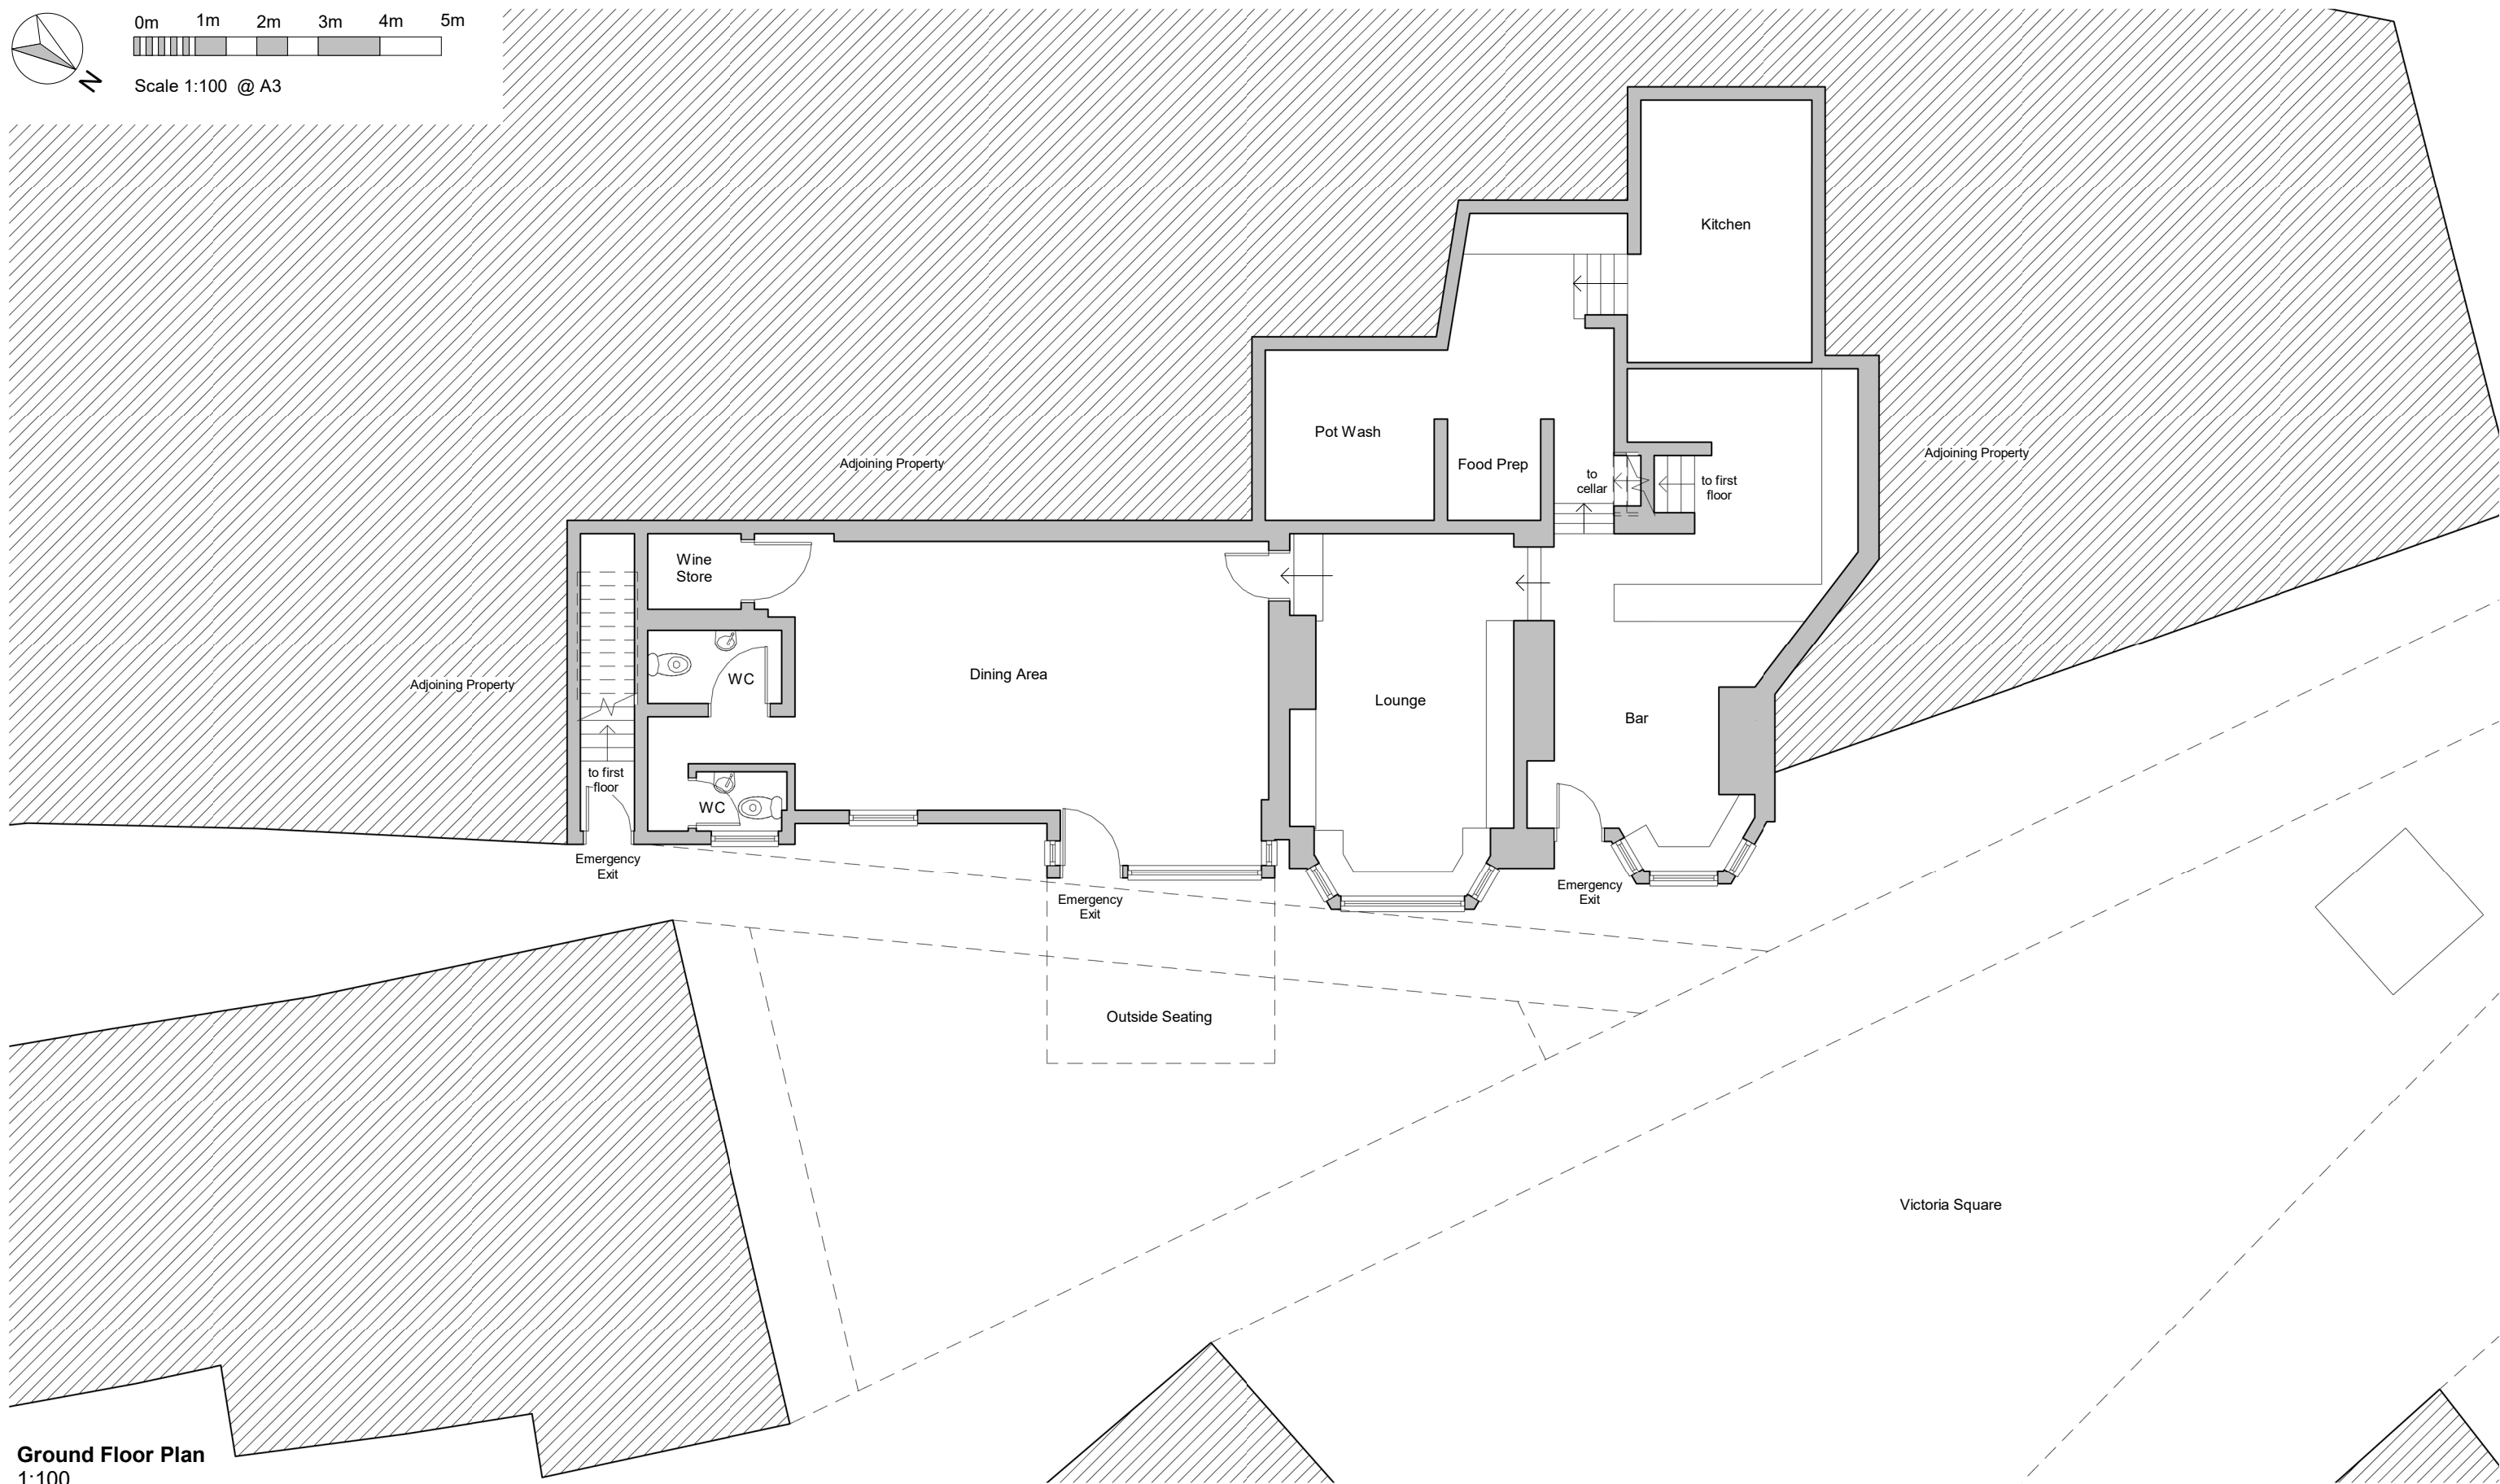 0m 1m 2m 3m 4m 5m
N
Scale 1:100 @ A3
Kitchen
Pot Wash
Food Prep
Adjoining Property
Adjoining Property
to
cellar
to first
floor
Wine
Store
WC
Dining Area
Adjoining Property
Lounge
Bar
to first
floor
WC
Emergency
Exit
Emergency
Exit
Emergency
Exit
Outside Seating
Victoria Square
Ground Floor Plan
1:100